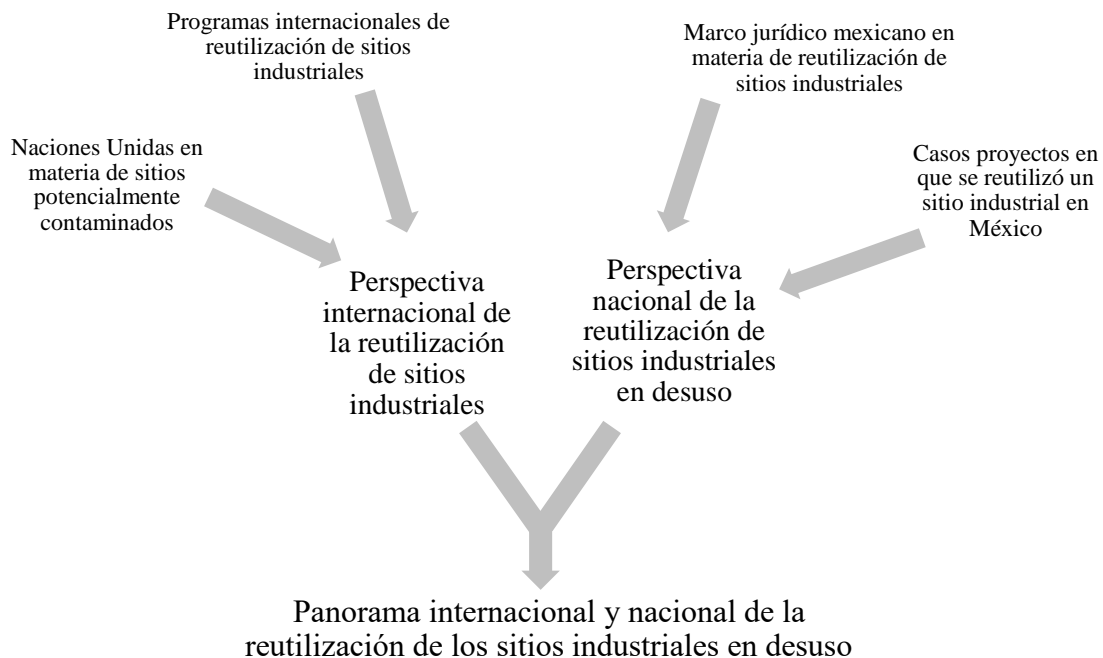 Programas internacionales de
reutilización de sitios
industriales
Marco jurídico mexicano en
materia de reutilización de
sitios industriales
Naciones Unidas en
materia de sitios
potencialmente
contaminados
Casos proyectos en
que se reutilizó un
sitio industrial en
México
Perspectiva
internacional de
la reutilización
de sitios
industriales
Perspectiva
nacional de la
reutilización de
sitios industriales
en desuso
Panorama internacional y nacional de la
reutilización de los sitios industriales en desuso